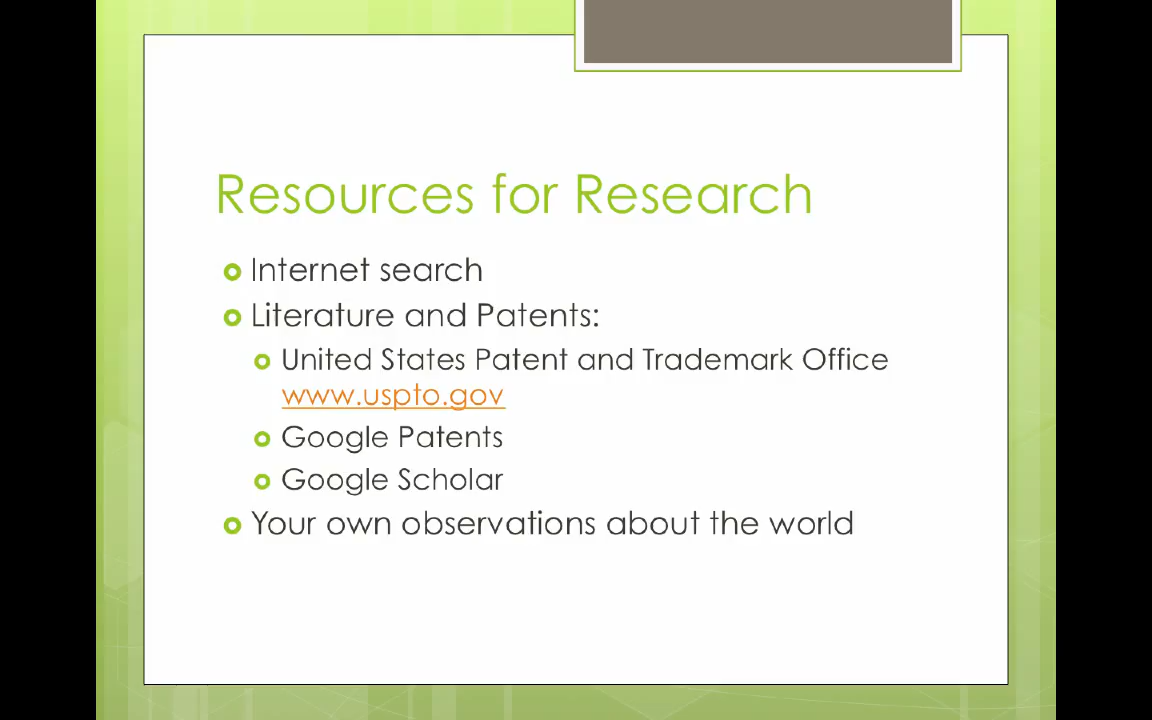 Resources for Research
Internet search
Literature and Patents:
United States Patent and Trademark Office
www.uspto.gov
Google Patents
Google Scholar
Your own observations about the world